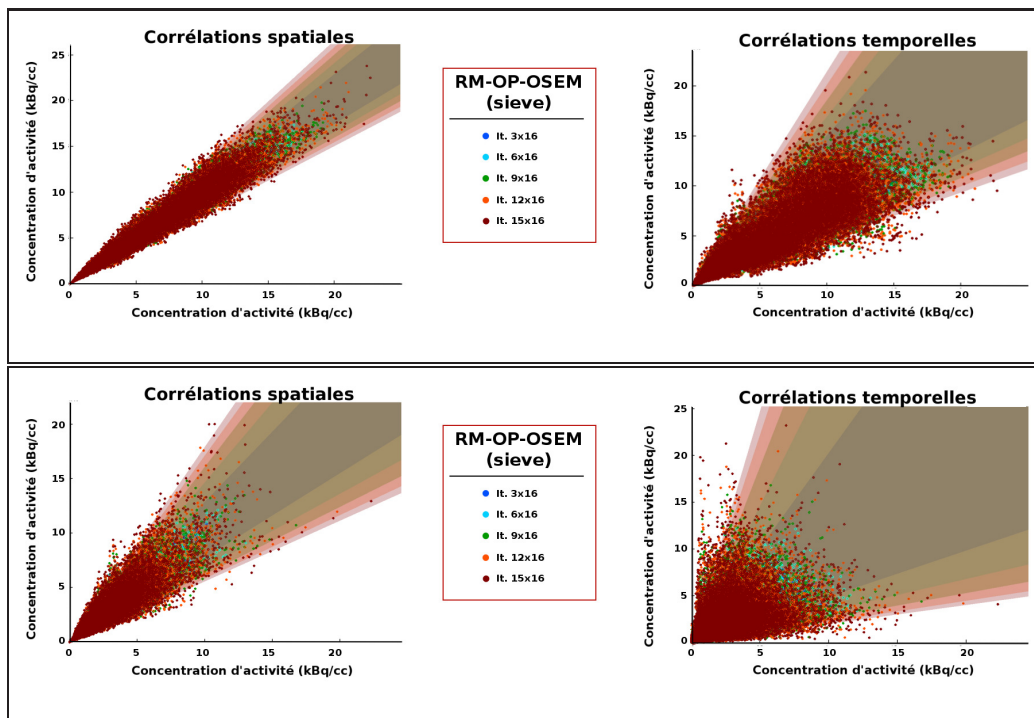 Corrélations spatiales
Concentration d'activité (kBq/cc)
25
20
15
10
5
0
0 5 10 15 20
Concentration d'activité (kBq/cc)
RM-OP-OSEM
(sieve)
It. 3x16
It. 6x16
It. 9x16
It. 12x16
It. 15x16
Corrélations temporelles
Concentration d'activité (kBq/cc)
20
15
10
5
0
0 5 10 15 20
Concentration d'activité (kBq/cc)
Corrélations spatiales
Concentration d'activité (kBq/cc)
20
15
10
5
0
0 5 10 15 20
Concentration d'activité (kBq/cc)
RM-OP-OSEM
(sieve)
It. 3x16
It. 6x16
It. 9x16
It. 12x16
It. 15x16
Corrélations temporelles
Concentration d'activité (kBq/cc)
25
20
15
10
5
0
0 5 10 15 20
Concentration d'activité (kBq/cc)